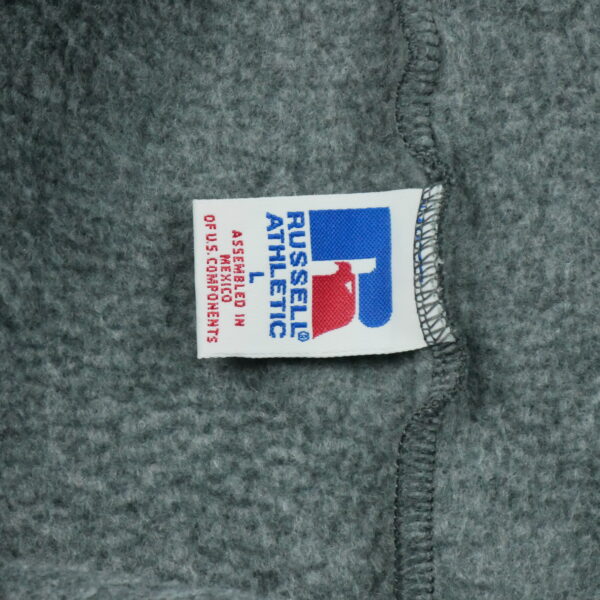 RUSSELL®
ATHLETIC
L
ASSEMBLED IN
MEXICO
OF U.S. COMPONENTS